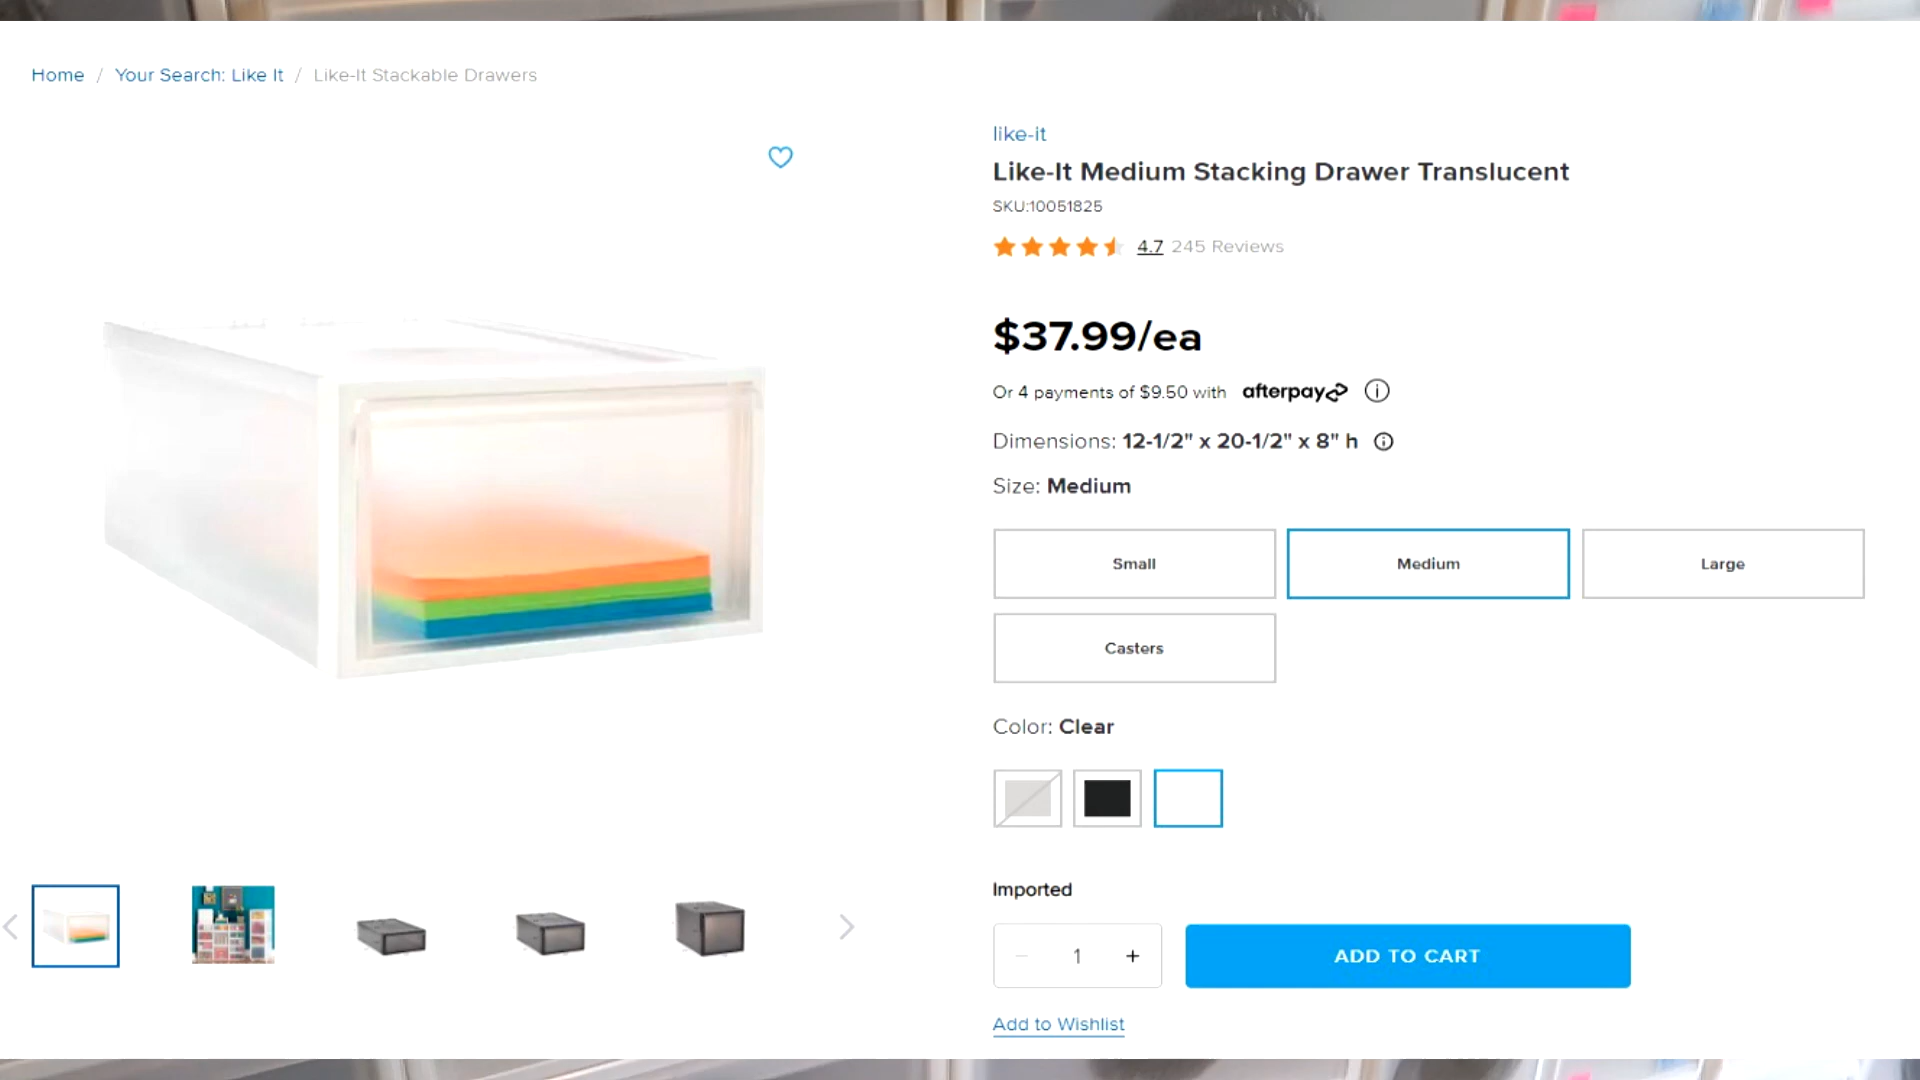 Home / Your Search: Like It / Like-It Stackable Drawers
like-it
Like-It Medium Stacking Drawer Translucent
SKU:10051825
4.7 245 Reviews
$37.99/ea
Or 4 payments of $9.50 with afterpay
Dimensions: 12-1/2" x 20-1/2" x 8" h
Size: Medium
Small
Medium
Large
Casters
Color: Clear
Imported
1 +
ADD TO CART
Add to Wishlist